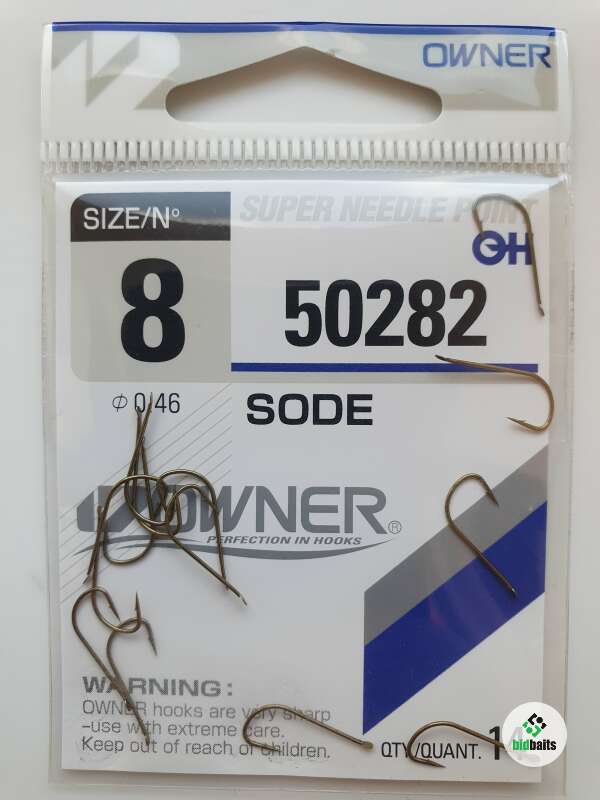 OWNER
SIZE/N°
SUPER NEEDLE POINT
8
50282
OH
Φ 0.46
SODE
OWNER®
PERFECTION IN HOOKS
WARNING:
OWNER hooks are very sharp
-use with extreme care.
Keep out of reach of children.
QTY/QUANT.
bidbaits